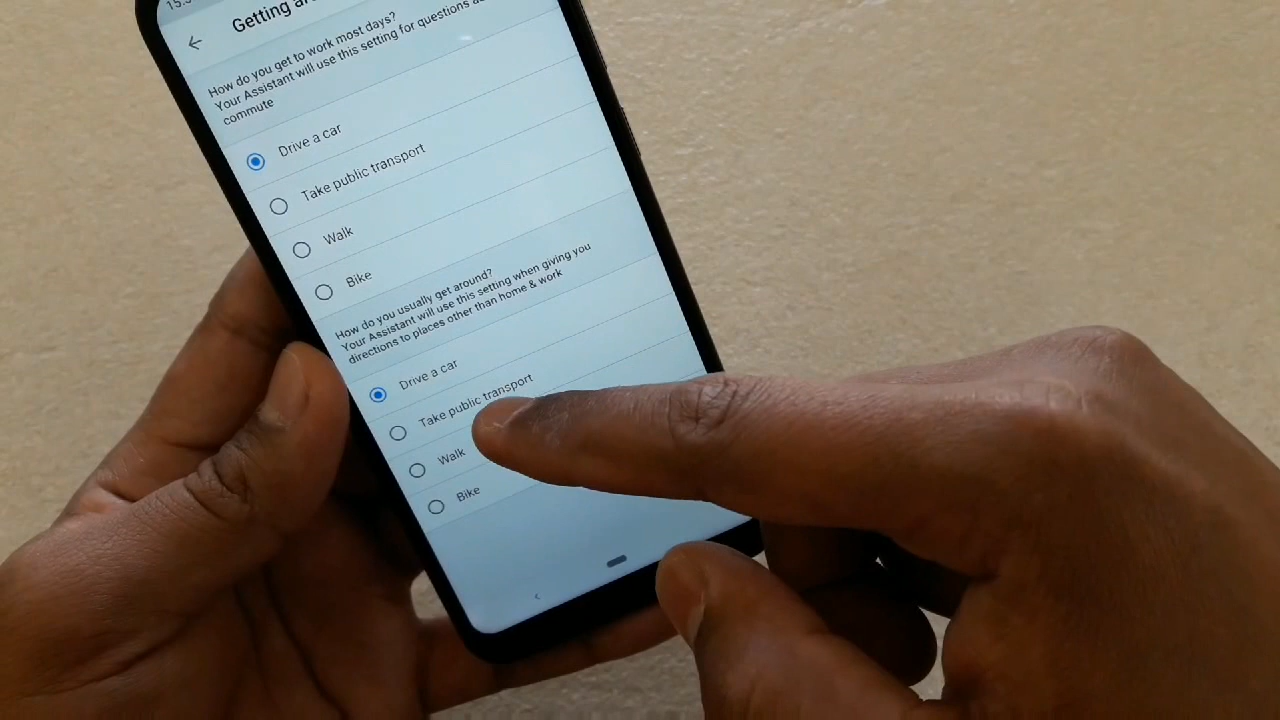 Getting
How do you get to work most days?
Your Assistant will use this setting for questions
commute
Drive a car
Take public transport
Walk
Bike
How do you usually get around?
Your Assistant will use this setting when giving you
directions to places other than home & work
Drive a car
Take public transport
Walk
Bike